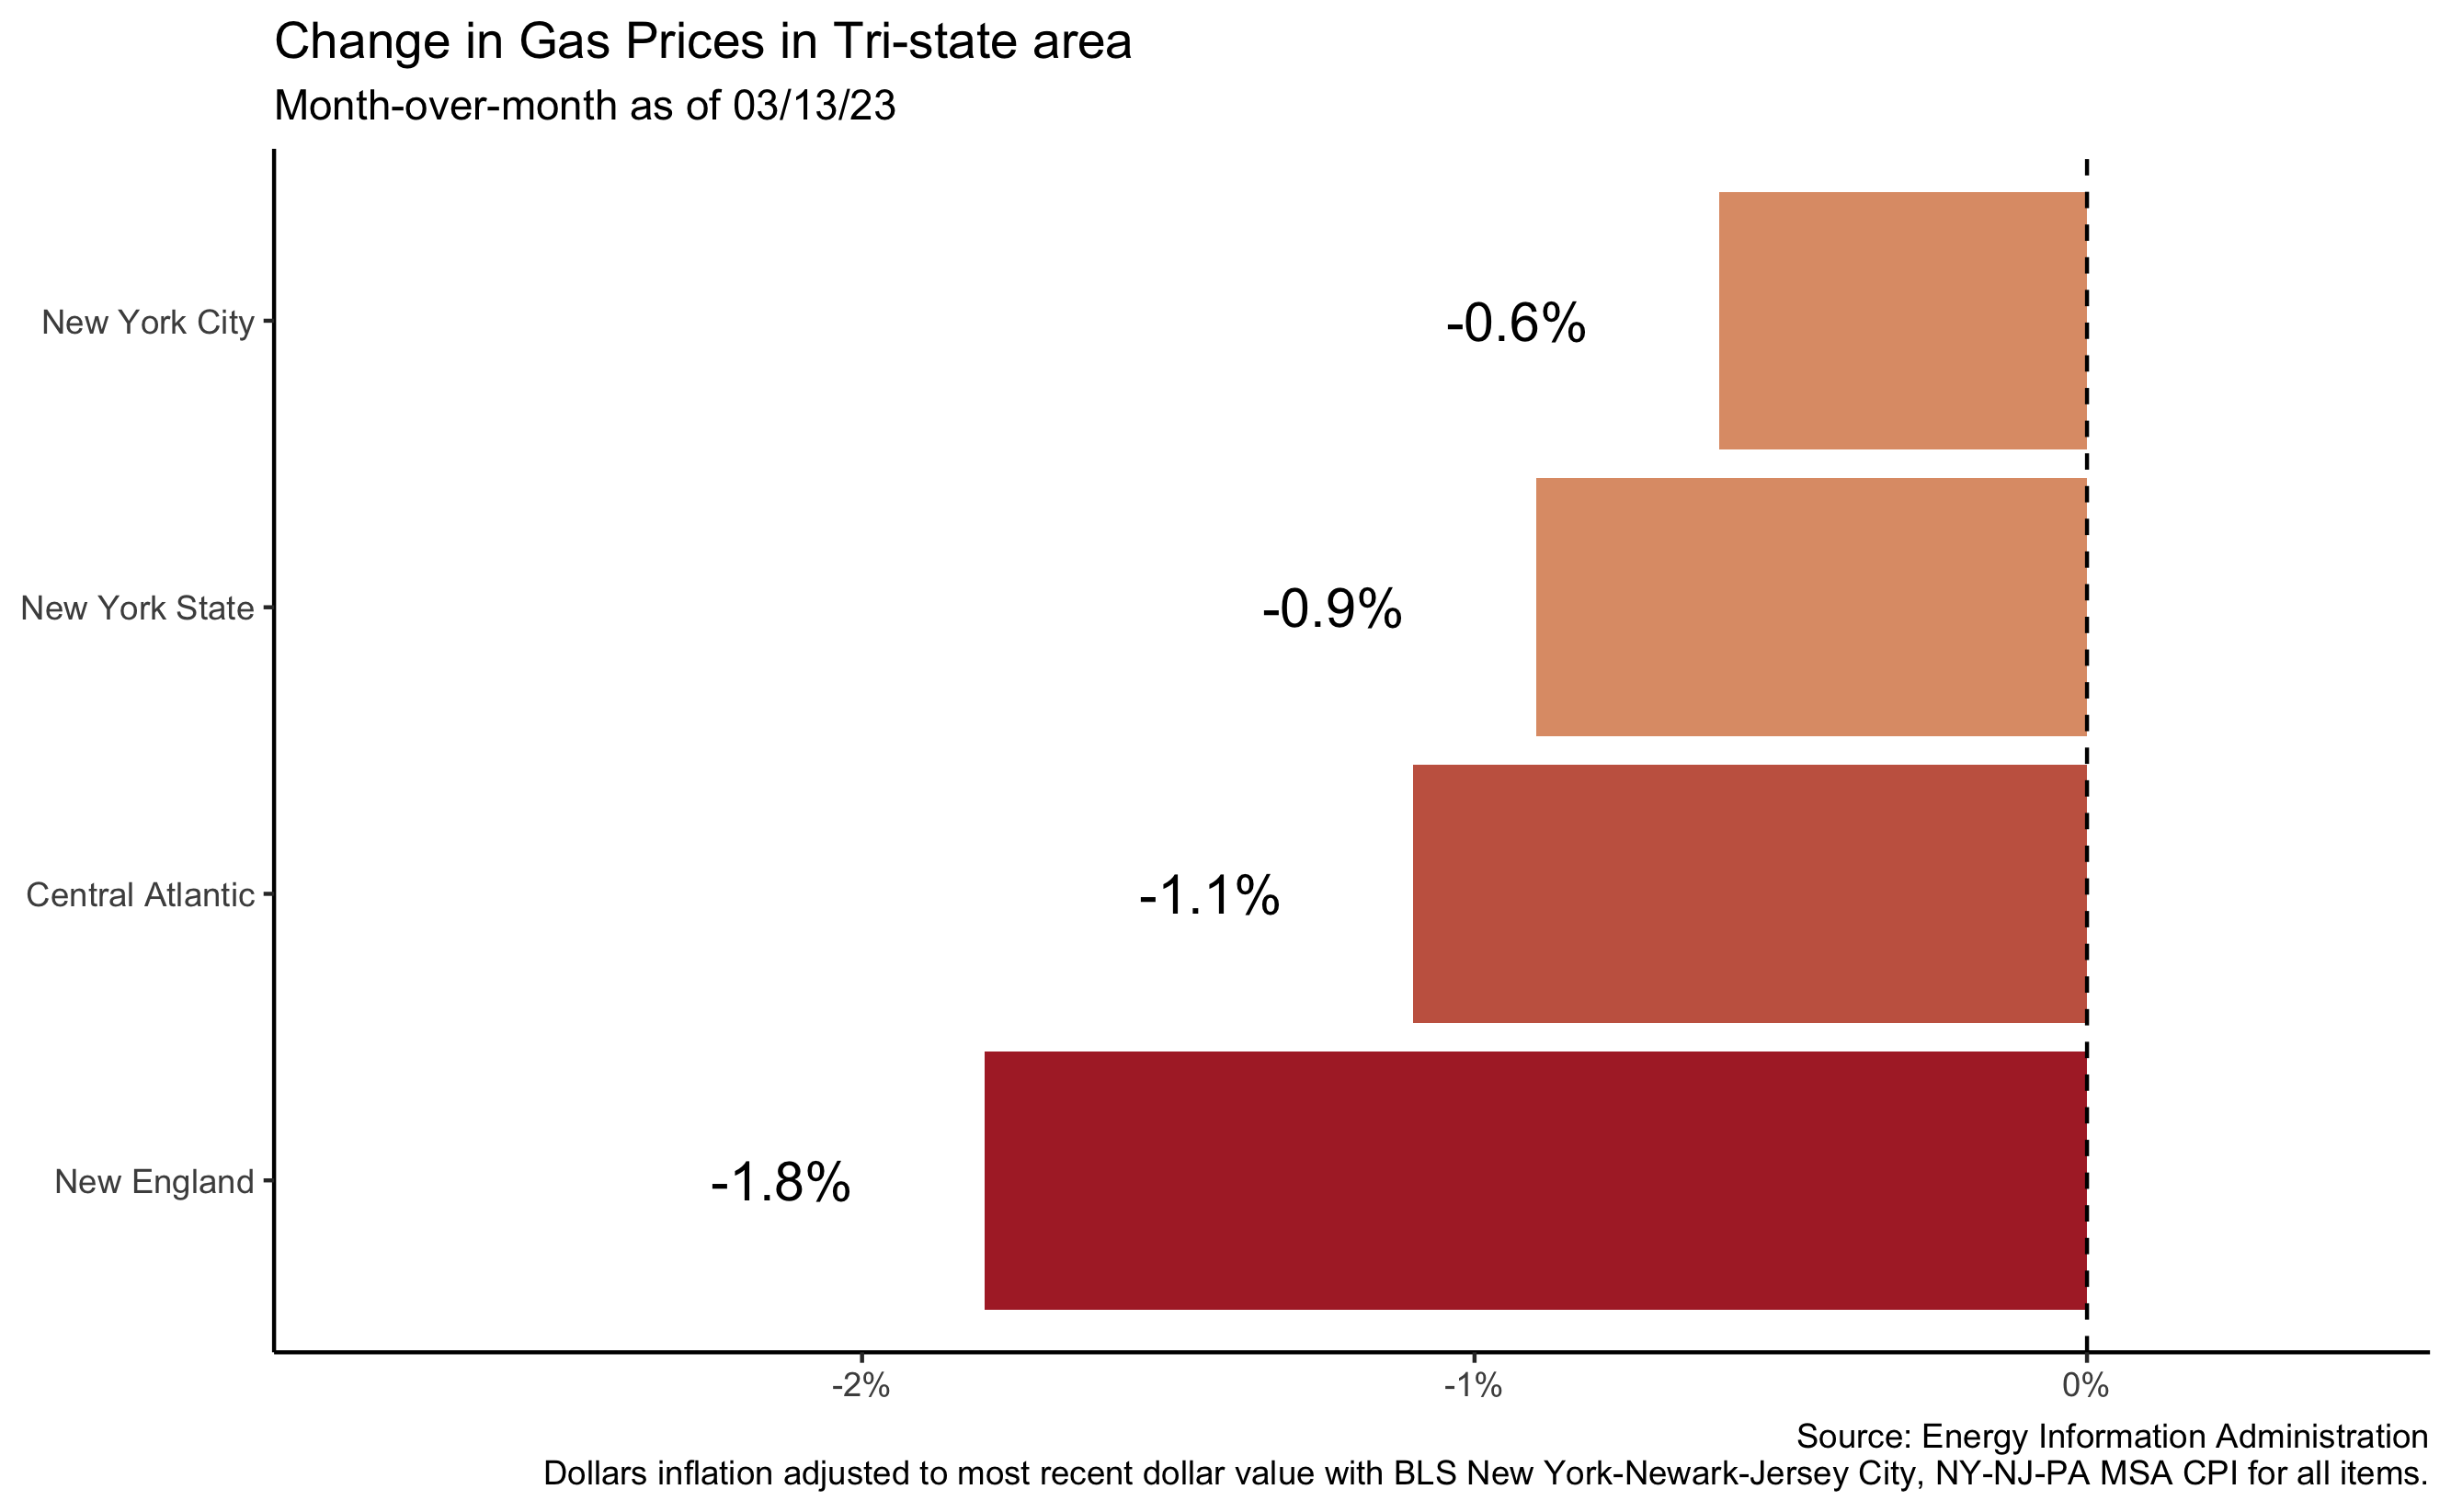 Change in Gas Prices in Tri-state area
Month-over-month as of 03/13/23
New York City
-0.6%
New York State
-0.9%
Central Atlantic
-1.1%
New England
-1.8%
-2%
-1%
0%
Source: Energy Information Administration
Dollars inflation adjusted to most recent dollar value with BLS New York-Newark-Jersey City, NY-NJ-PA MSA CPI for all items.